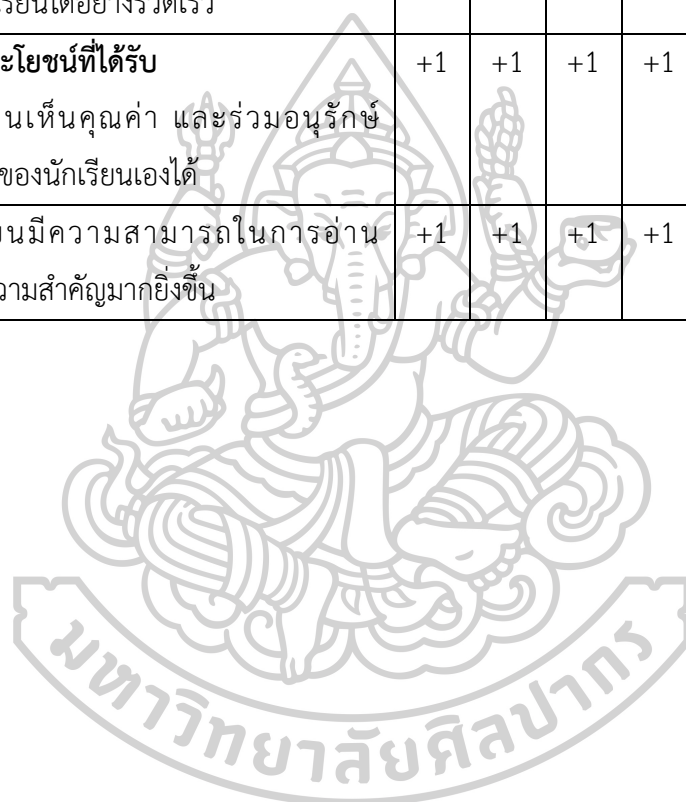 เรียนได้อย่างรวดเร็ว
ะโยชน์ที่ได้รับ +1 +1 +1 +1
นเห็นคุณค่า และร่วมอนุรักษ์
ของนักเรียนเองได้
นมีความสามารถในการอ่าน +1 +1 +1 +1
วามสำคัญมากยิ่งขึ้น
มหาวิทยาลัยศิลปากร